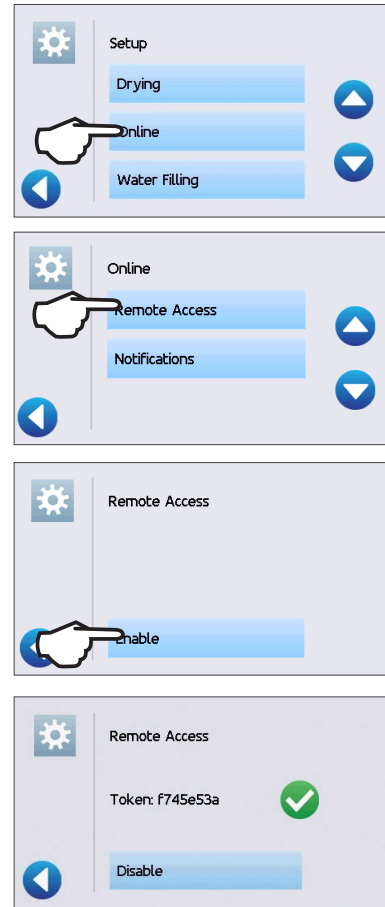 Setup
Drying
Online
Water Filling
Online
Remote Access
Notifications
Remote Access
Enable
Remote Access
Token: f745e53a
Disable